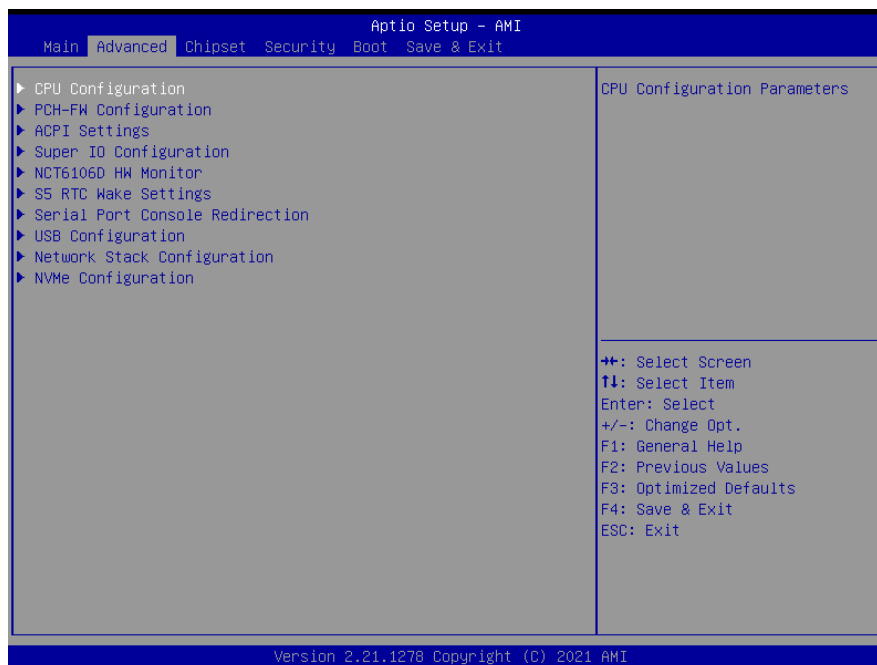 Aptio Setup – AMI
Main Advanced Chipset Security Boot Save & Exit
▶ CPU Configuration
▶ PCH-FW Configuration
▶ ACPI Settings
▶ Super IO Configuration
▶ NCT6106D HW Monitor
▶ S5 RTC Wake Settings
▶ Serial Port Console Redirection
▶ USB Configuration
▶ Network Stack Configuration
▶ NVMe Configuration
CPU Configuration Parameters
→←: Select Screen
↑↓: Select Item
Enter: Select
+/-: Change Opt.
F1: General Help
F2: Previous Values
F3: Optimized Defaults
F4: Save & Exit
ESC: Exit
Version 2.21.1278 Copyright (C) 2021 AMI